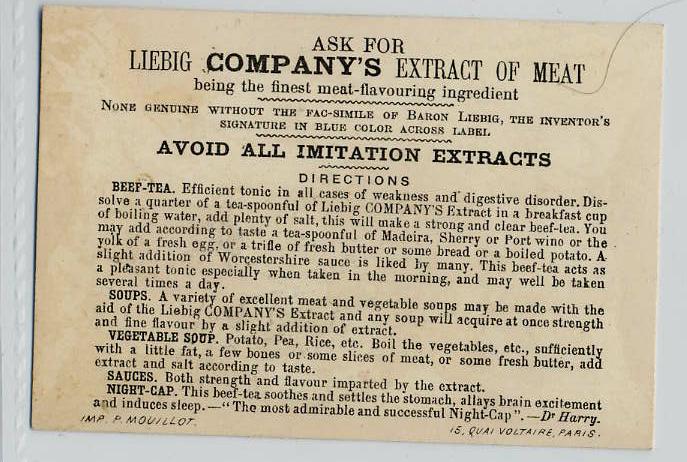 ASK FOR
LIEBIG COMPANY'S EXTRACT OF MEAT
being the finest meat-flavouring ingredient
NONE GENUINE WITHOUT THE FAC-SIMILE OF BARON LIEBIG, THE INVENTOR'S
SIGNATURE IN BLUE COLOR ACROSS LABEL
AVOID ALL IMITATION EXTRACTS
DIRECTIONS
BEEF-TEA. Efficient tonic in all cases of weakness and digestive disorder. Dis-
solve a quarter of a tea-spoonful of Liebig COMPANY'S Extract in a breakfast cup
of boiling water, add plenty of salt, this will make a strong and clear beef-tea. You
may add according to taste a tea-spoonful of Madeira, Sherry or Port wine or the
yolk of a fresh egg, or a trifle of fresh butter or some bread or a boiled potato. A
slight addition of Worcestershire sauce is liked by many. This beef-tea acts as
a pleasant tonic especially when taken in the morning, and may well be taken
several times a day.
SOUPS. A variety of excellent meat and vegetable soups may be made with the
aid of the Liebig COMPANY'S Extract and any soup will acquire at once strength
and fine flavour by a slight addition of extract.
VEGETABLE SOUP. Potato, Pea, Rice, etc. Boil the vegetables, etc., sufficiently
with a little fat, a few bones or some slices of meat, or some fresh butter, add
extract and salt according to taste.
SAUCES. Both strength and flavour imparted by the extract.
NIGHT-CAP. This beef-tea soothes and settles the stomach, allays brain excitement
and induces sleep. — "The most admirable and successful Night-Cap". — Dr Harry.
IMP. P. MOUILLOT.
15, QUAI VOLTAIRE, PARIS.